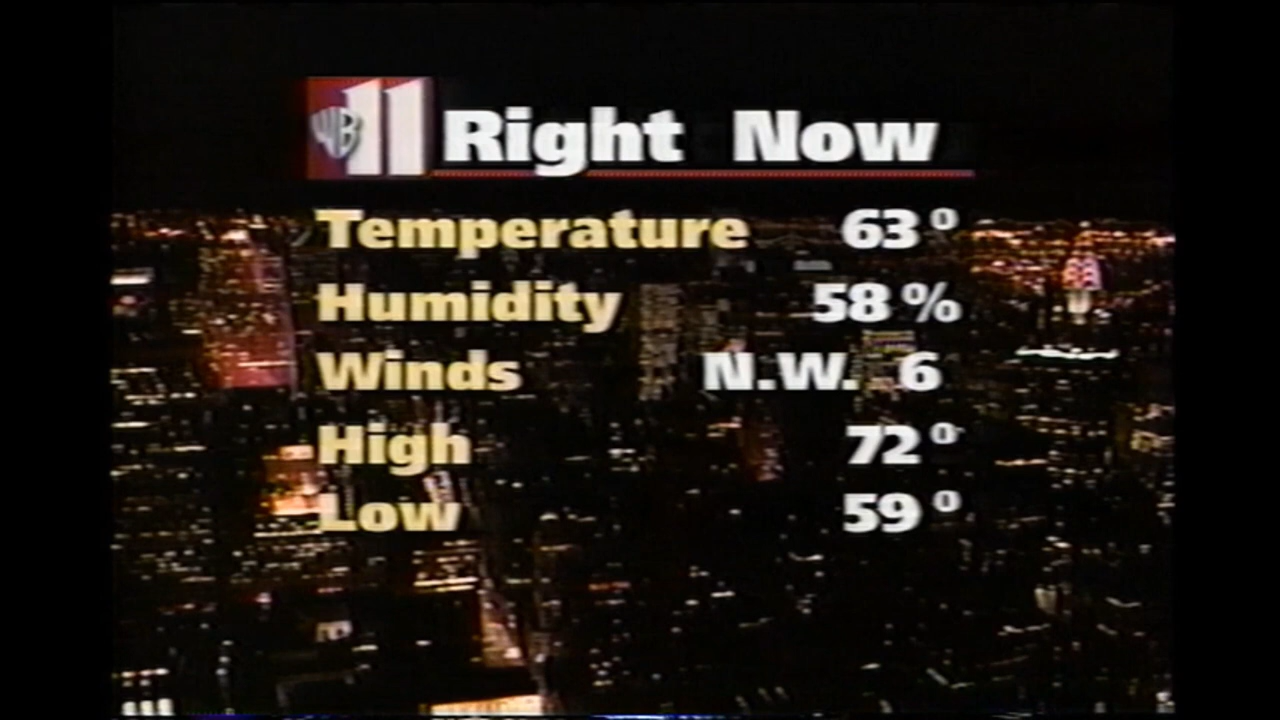 WB 11 Right Now
Temperature 63°
Humidity 58%
Winds N.W. 6
High 72°
Low 59°